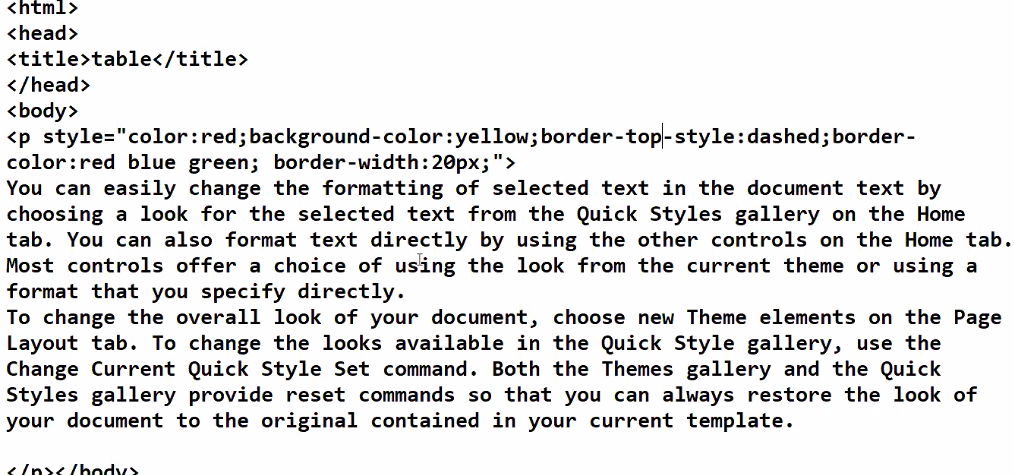 <html>
<head>
<title>table</title>
</head>
<body>
<p style="color:red;background-color:yellow;border-top-style:dashed;border-
color:red blue green; border-width:20px;">
You can easily change the formatting of selected text in the document text by
choosing a look for the selected text from the Quick Styles gallery on the Home
tab. You can also format text directly by using the other controls on the Home tab.
Most controls offer a choice of using the look from the current theme or using a
format that you specify directly.
To change the overall look of your document, choose new Theme elements on the Page
Layout tab. To change the looks available in the Quick Style gallery, use the
Change Current Quick Style Set command. Both the Themes gallery and the Quick
Styles gallery provide reset commands so that you can always restore the look of
your document to the original contained in your current template.
</p></body>